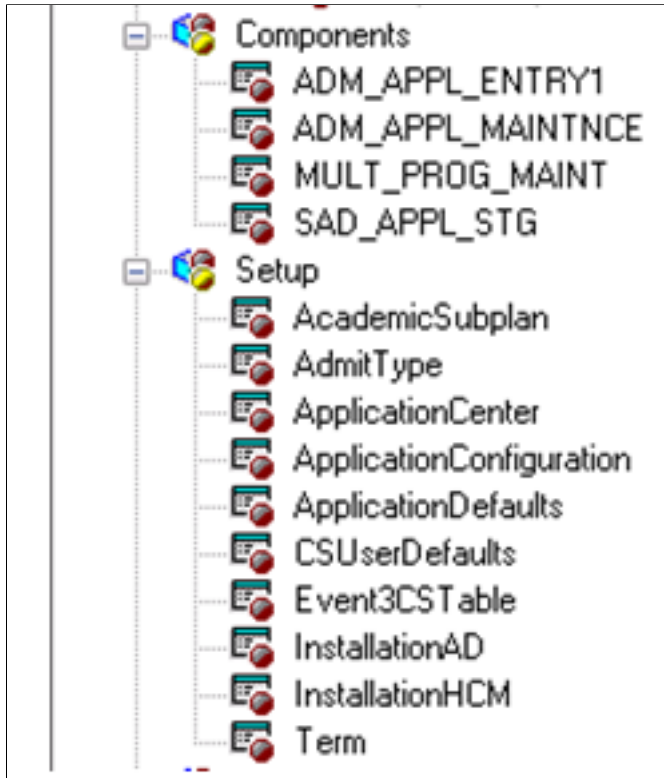 Components
ADM_APPL_ENTRY1
ADM_APPL_MAINTNCE
MULT_PROG_MAINT
SAD_APPL_STG
Setup
AcademicSubplan
AdmitType
ApplicationCenter
ApplicationConfiguration
ApplicationDefaults
CSUserDefaults
Event3CSTable
InstallationAD
InstallationHCM
Term